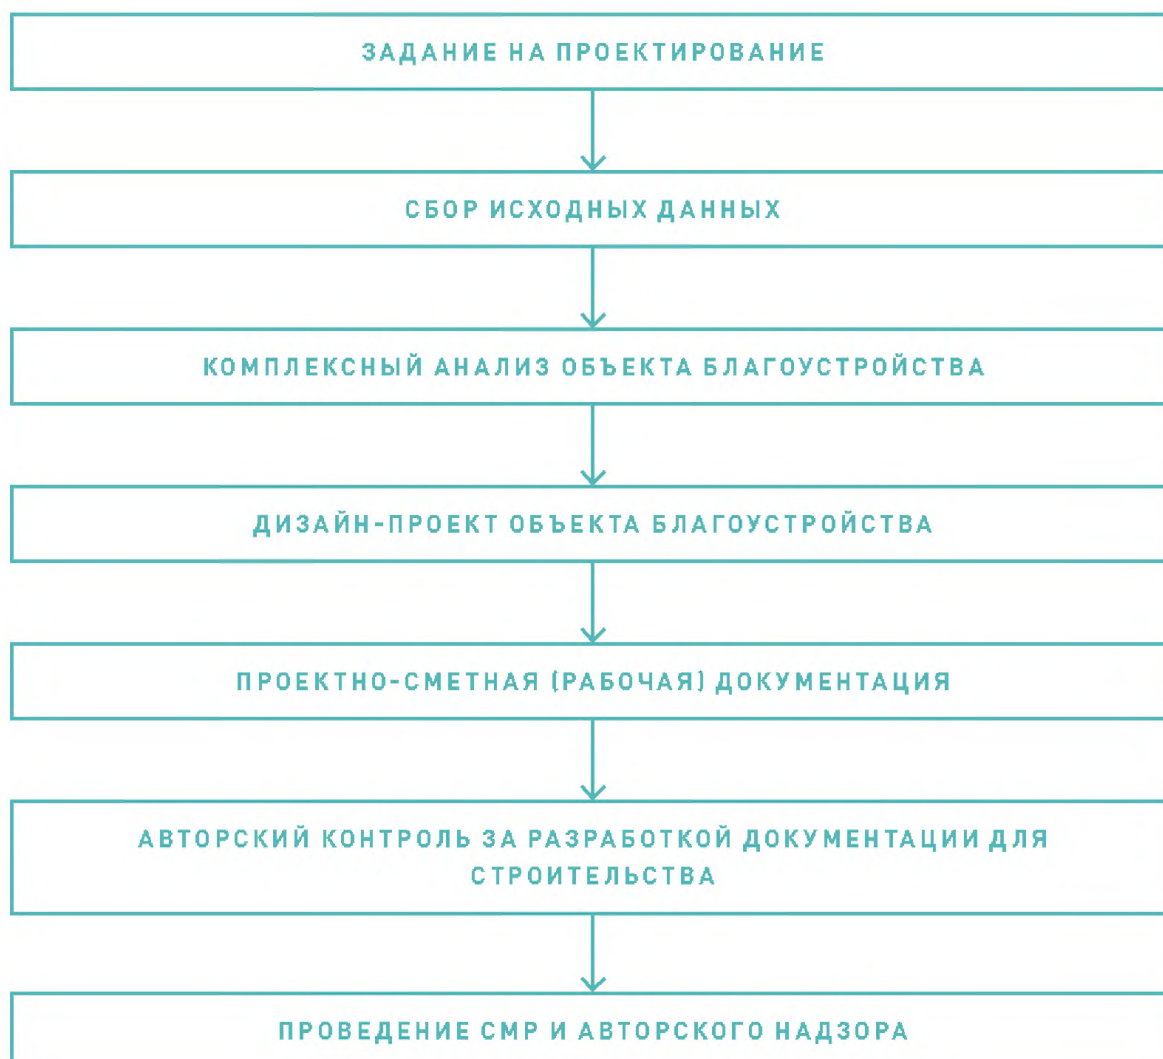 ЗАДАНИЕ НА ПРОЕКТИРОВАНИЕ
СБОР ИСХОДНЫХ ДАННЫХ
КОМПЛЕКСНЫЙ АНАЛИЗ ОБЪЕКТА БЛАГОУСТРОЙСТВА
ДИЗАЙН-ПРОЕКТ ОБЪЕКТА БЛАГОУСТРОЙСТВА
ПРОЕКТНО-СМЕТНАЯ (РАБОЧАЯ) ДОКУМЕНТАЦИЯ
АВТОРСКИЙ КОНТРОЛЬ ЗА РАЗРАБОТКОЙ ДОКУМЕНТАЦИИ ДЛЯ
СТРОИТЕЛЬСТВА
ПРОВЕДЕНИЕ СМР И АВТОРСКОГО НАДЗОРА